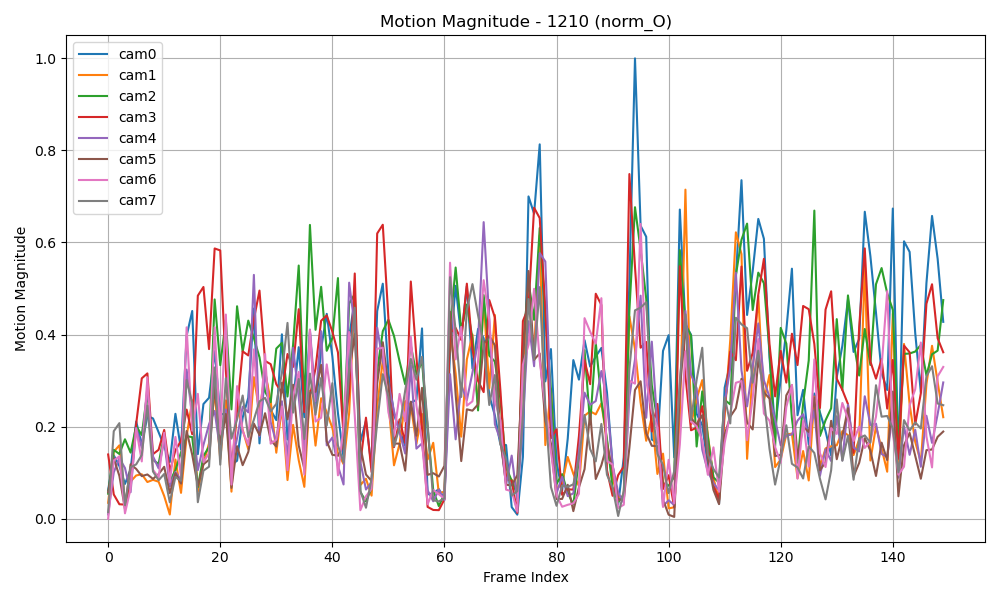 Motion Magnitude - 1210 (norm_O)
cam0
cam1
cam2
cam3
cam4
cam5
cam6
cam7
Motion Magnitude
1.0
0.8
0.6
0.4
0.2
0.0
0 20 40 60 80 100 120 140
Frame Index